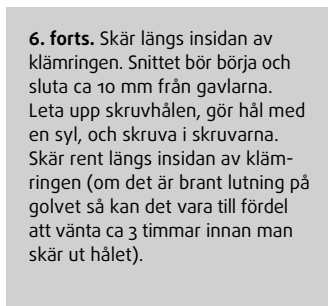 6. forts. Skär längs insidan av
klämringen. Snittet bör börja och
sluta ca 10 mm från gavlarna.
Leta upp skruvhålen, gör hål med
en syl, och skruva i skruvarna.
Skär rent längs insidan av kläm-
ringen (om det är brant lutning på
golvet så kan det vara till fördel
att vänta ca 3 timmar innan man
skär ut hålet).